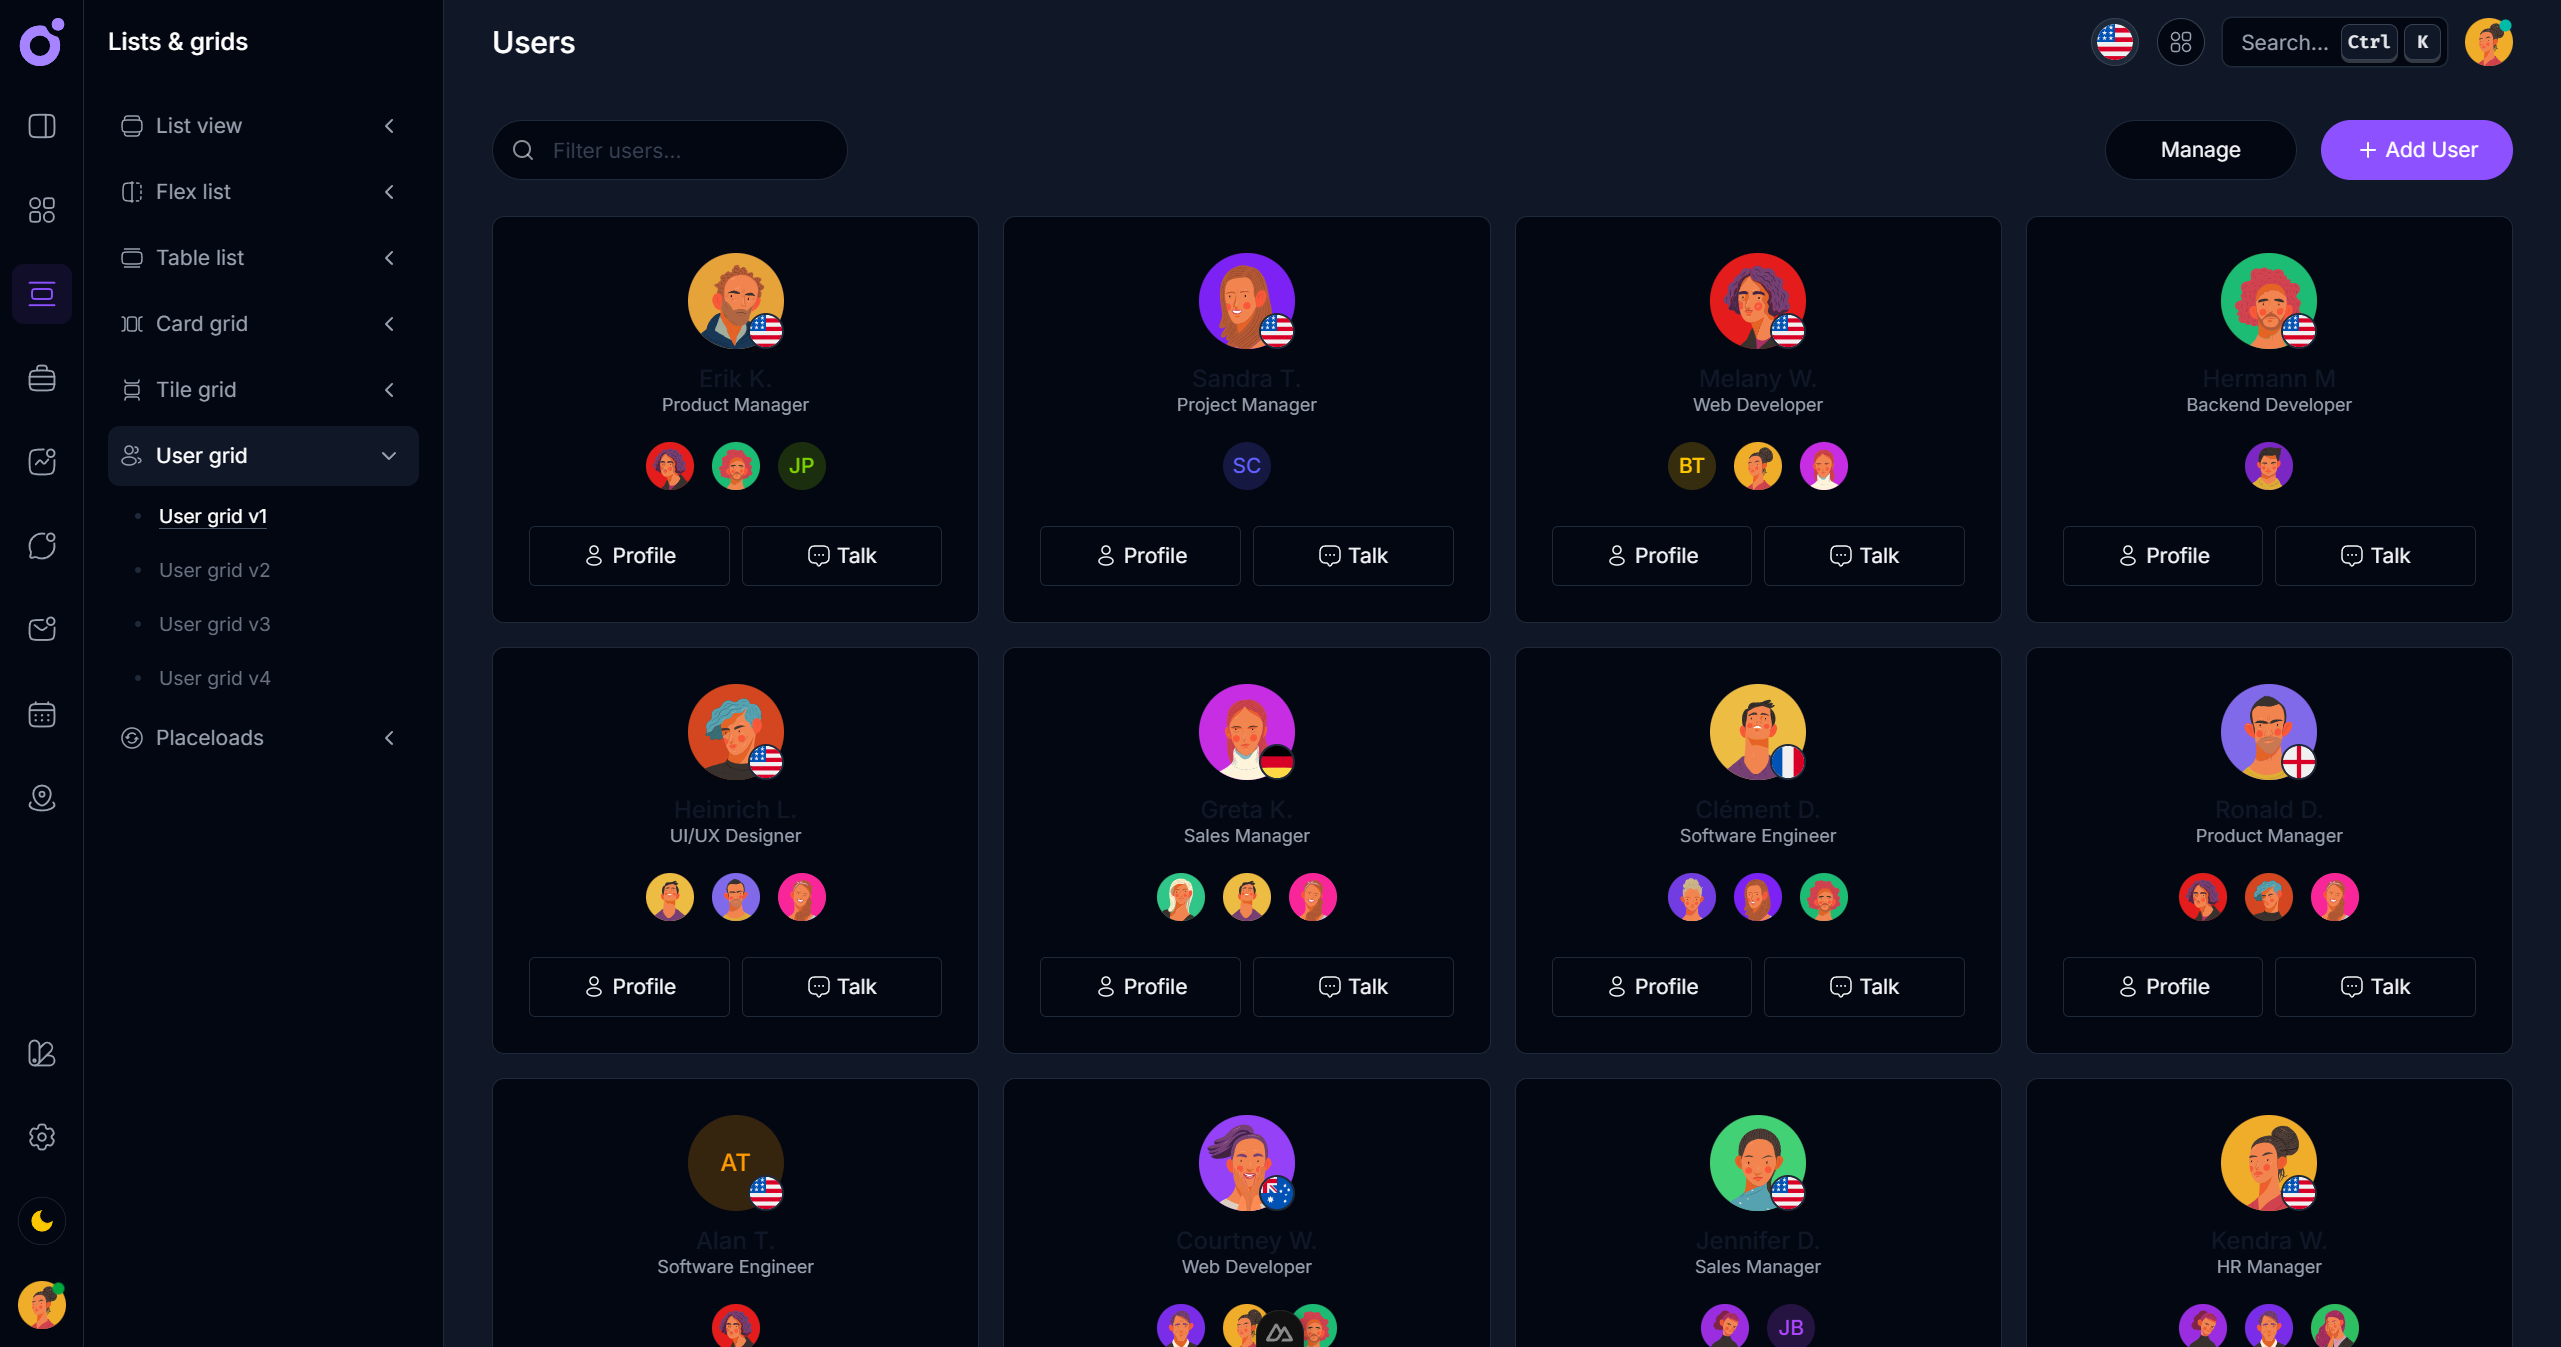 Lists & grids
List view
Flex list
Table list
Card grid
Tile grid
User grid
User grid v1
User grid v2
User grid v3
User grid v4
Placeloads
Users
Search... Ctrl K
Filter users...
Manage
+ Add User
Erik K.
Product Manager
JP
Profile Talk
Sandra T.
Project Manager
SC
Profile Talk
Melany W.
Web Developer
BT
Profile Talk
Hermann M
Backend Developer
Profile Talk
Heinrich L.
UI/UX Designer
Profile Talk
Greta K.
Sales Manager
Profile Talk
Clément D.
Software Engineer
Profile Talk
Ronald D.
Product Manager
Profile Talk
AT
Alan T.
Software Engineer
Courtney W.
Web Developer
Jennifer D.
Sales Manager
JB
Kendra W.
HR Manager